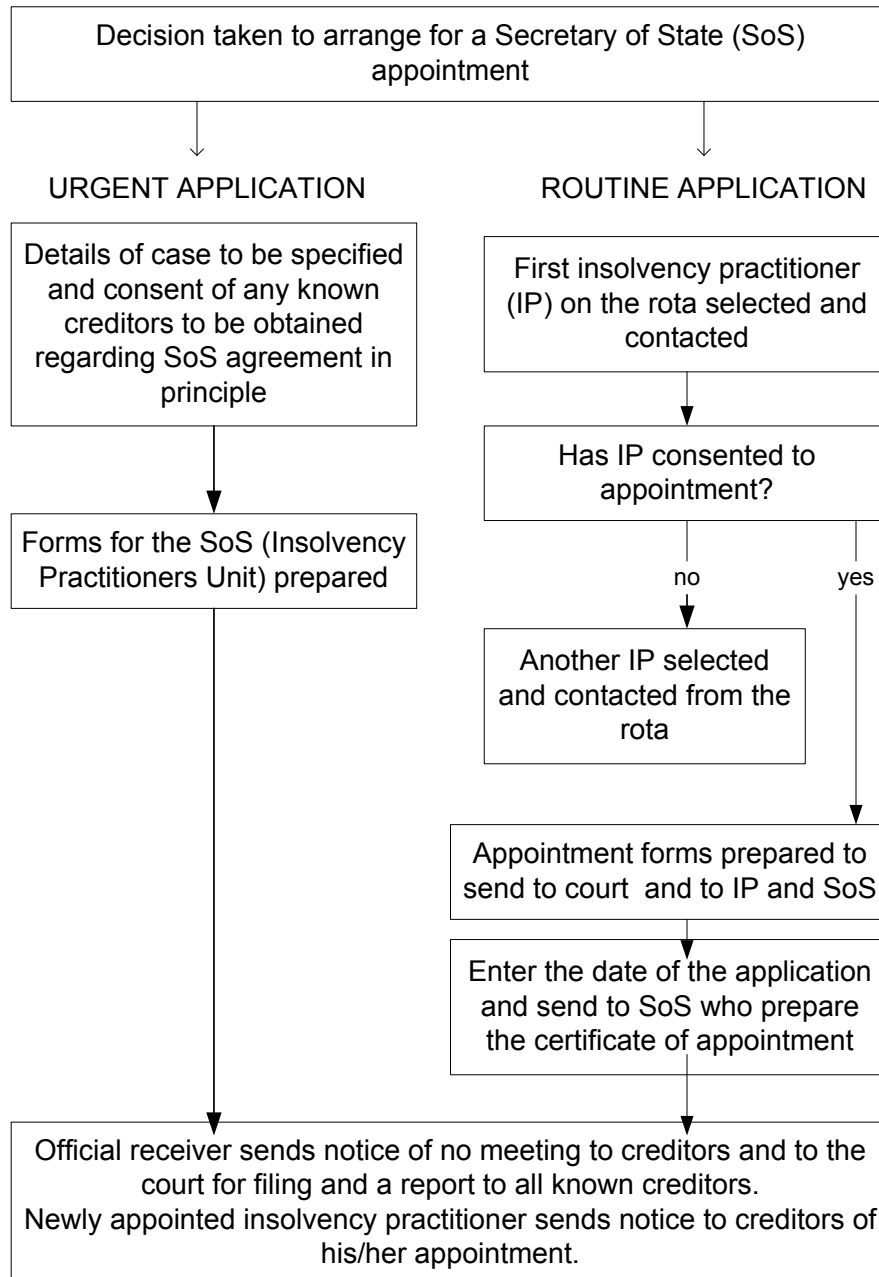 Decision taken to arrange for a Secretary of State (SoS)
appointment
URGENT APPLICATION
Details of case to be specified
and consent of any known
creditors to be obtained
regarding SoS agreement in
principle
Forms for the SoS (Insolvency
Practitioners Unit) prepared
ROUTINE APPLICATION
First insolvency practitioner
(IP) on the rota selected and
contacted
Has IP consented to
appointment?
no
yes
Another IP selected
and contacted from the
rota
Appointment forms prepared to
send to court and to IP and SoS
Enter the date of the application
and send to SoS who prepare
the certificate of appointment
Official receiver sends notice of no meeting to creditors and to the
court for filing and a report to all known creditors.
Newly appointed insolvency practitioner sends notice to creditors of
his/her appointment.